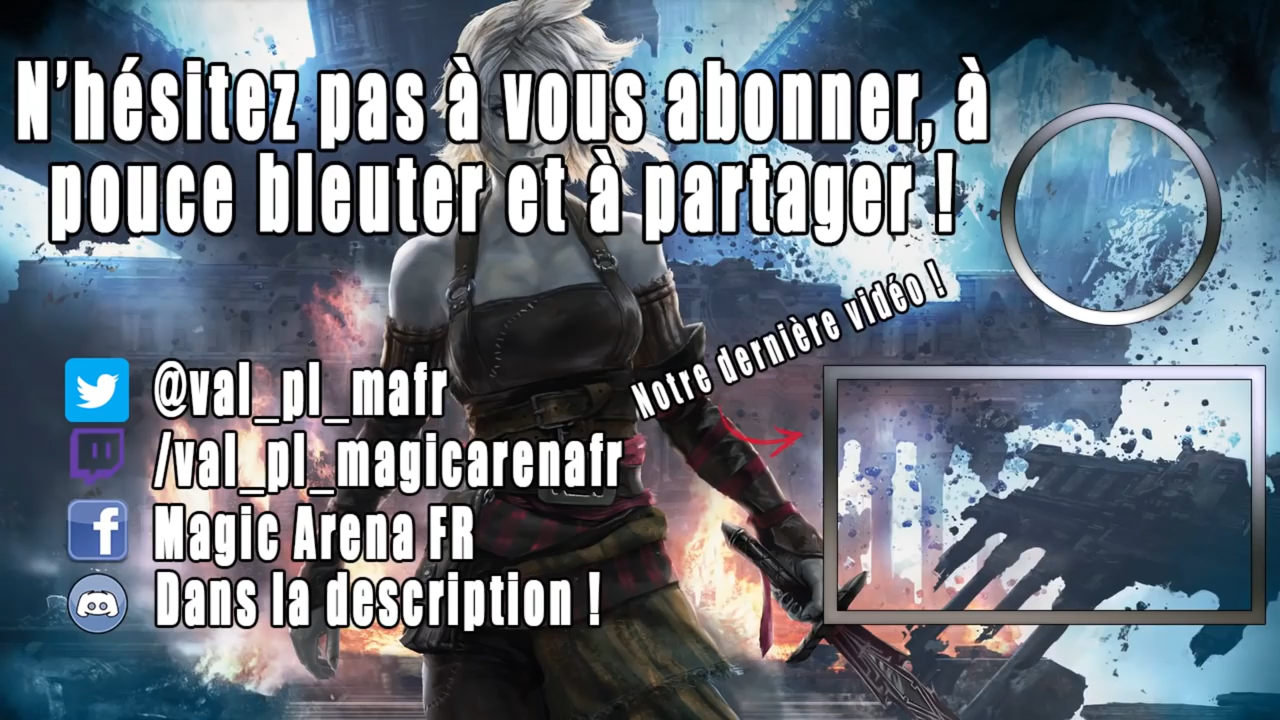 N'hésitez pas à vous abonner, à
pouce bleuter et à partager !
Notre dernière vidéo !
@val_pl_mafr
/val_pl_magicarenafr
Magic Arena FR
Dans la description !